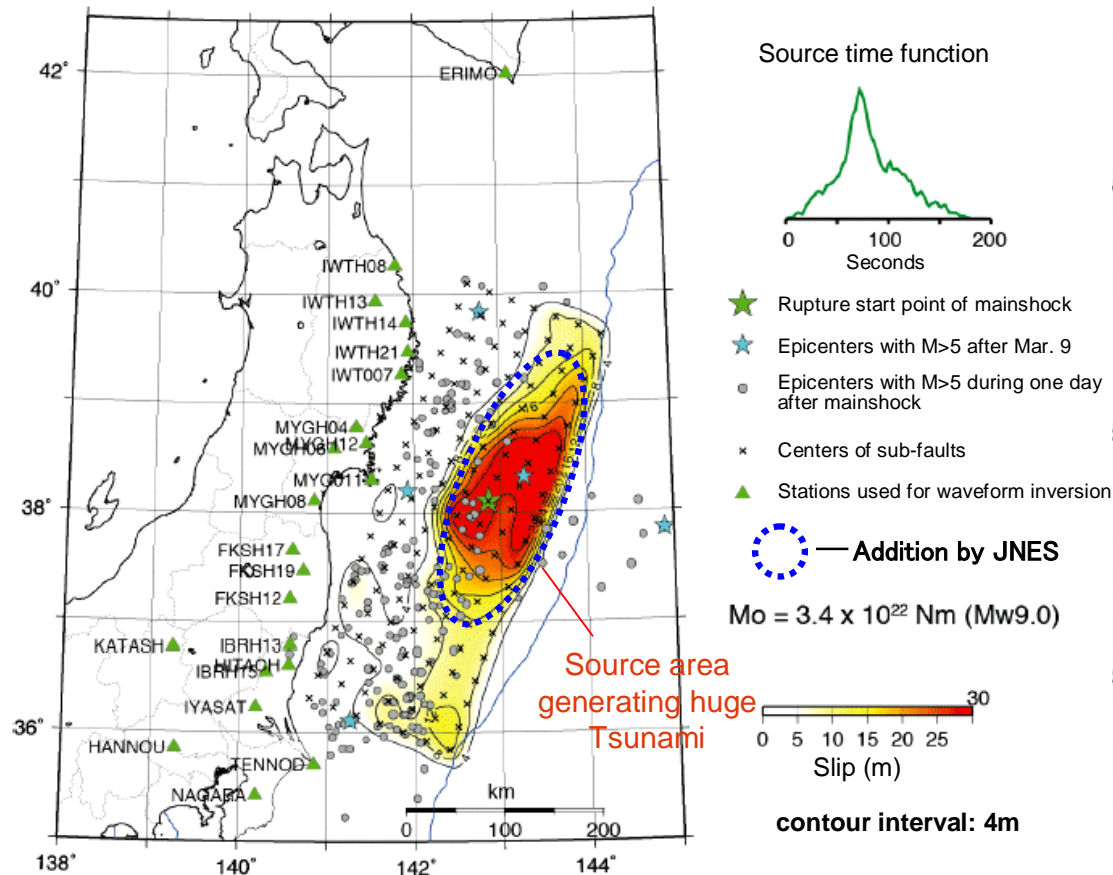 42°
40°
38°
36°
138°
140°
142°
144°
ERIMO
IWTH08
IWTH13
IWTH14
IWTH21
IWT007
MYGH04
MYGH12
MYGH06
MYG011
MYGH08
FKSH17
FKSH19
FKSH12
KATASH
IBRH13
HITACH
IBRH15
IYASAT
HANNOU
TENNOD
NAGARA
16
8
4
km
0 100 200
Source area
generating huge
Tsunami
Source time function
0 100 200
Seconds
Rupture start point of mainshock
Epicenters with M>5 after Mar. 9
Epicenters with M>5 during one day
after mainshock
Centers of sub-faults
Stations used for waveform inversion
Addition by JNES
Mo = 3.4 x 10²² Nm (Mw9.0)
30
0 5 10 15 20 25
Slip (m)
contour interval: 4m